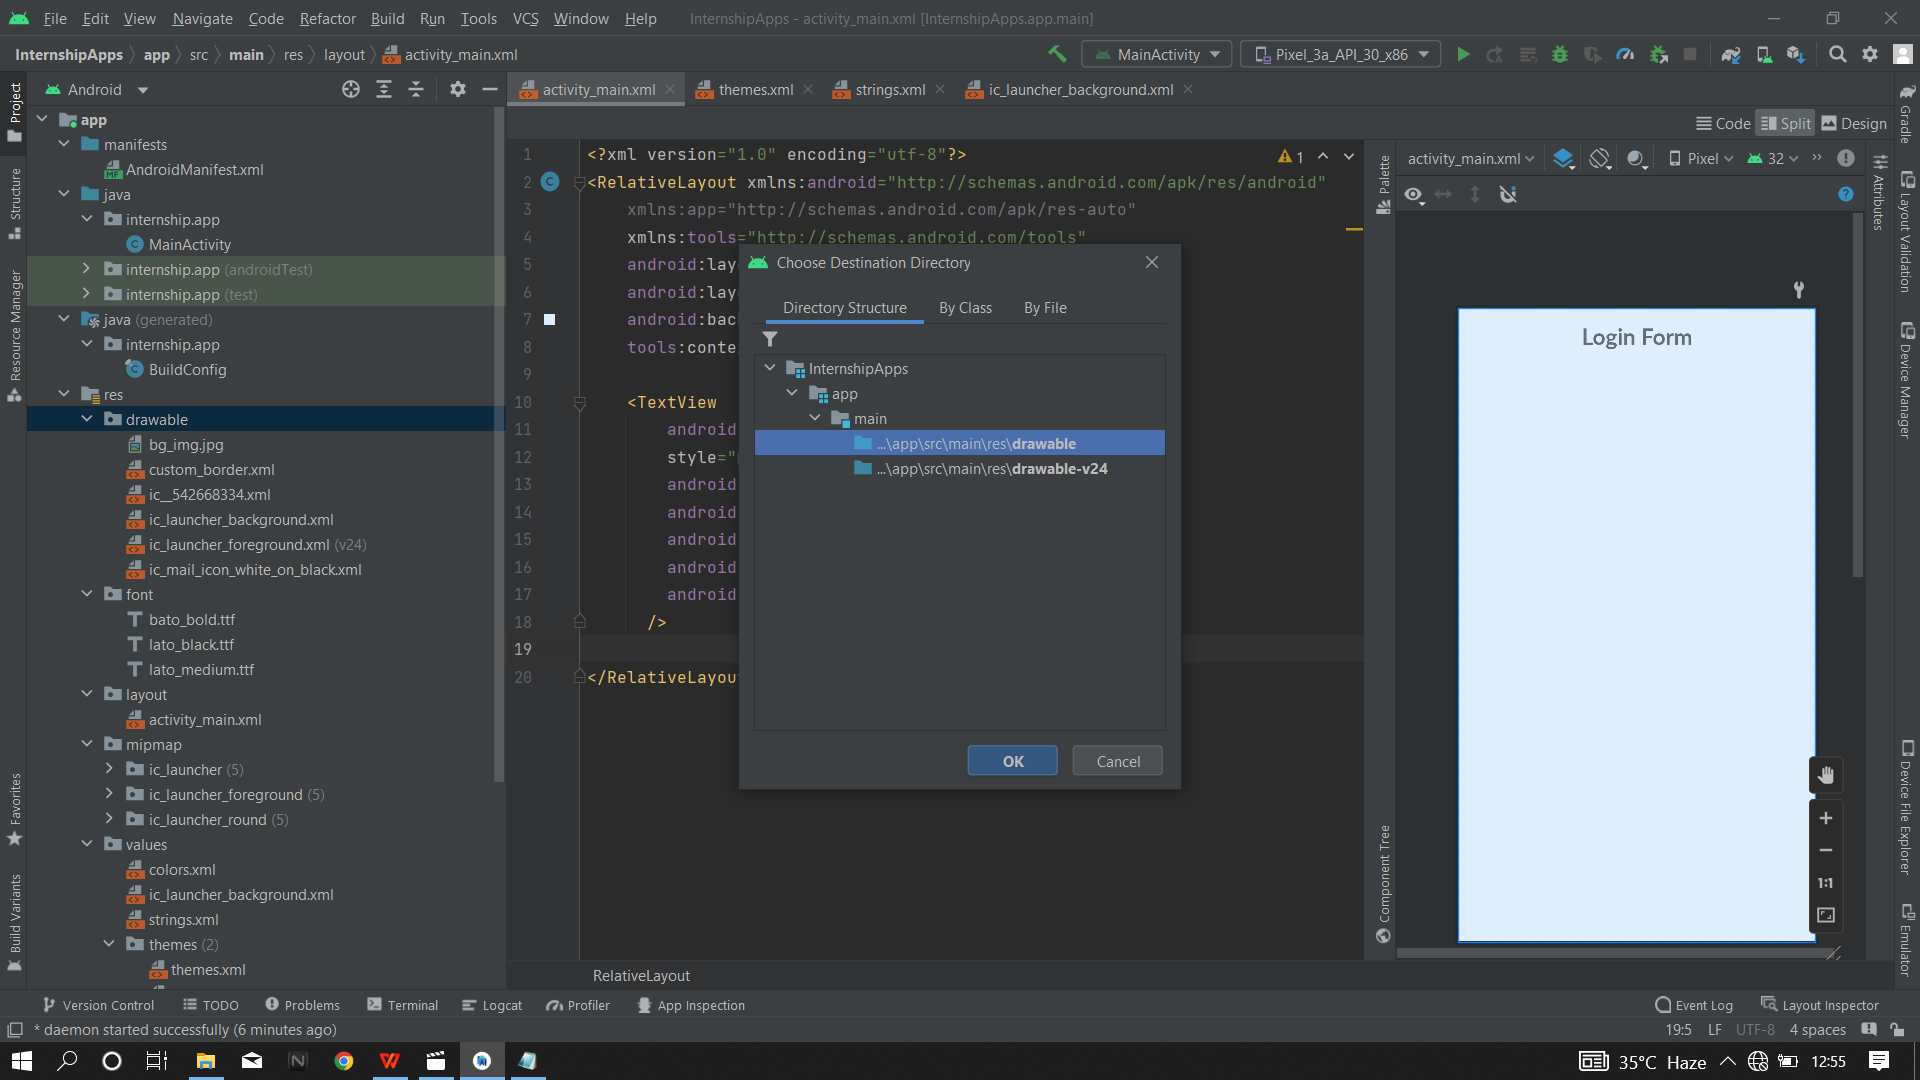 File Edit View Navigate Code Refactor Build Run Tools VCS Window Help InternshipApps - activity_main.xml [InternshipApps.app.main]
InternshipApps app src main res layout activity_main.xml
MainActivity Pixel_3a_API_30_x86
Project
Structure
Resource Manager
Favorites
Build Variants
Android
app
manifests
AndroidManifest.xml
java
internship.app
MainActivity
internship.app (androidTest)
internship.app (test)
java (generated)
internship.app
BuildConfig
res
drawable
bg_img.jpg
custom_border.xml
ic__542668334.xml
ic_launcher_background.xml
ic_launcher_foreground.xml (v24)
ic_mail_icon_white_on_black.xml
font
bato_bold.ttf
lato_black.ttf
lato_medium.ttf
layout
activity_main.xml
mipmap
ic_launcher (5)
ic_launcher_foreground (5)
ic_launcher_round (5)
values
colors.xml
ic_launcher_background.xml
strings.xml
themes (2)
themes.xml
activity_main.xml themes.xml strings.xml ic_launcher_background.xml
Code Split Design
1 <?xml version="1.0" encoding="utf-8"?>
1
2 <RelativeLayout xmlns:android="http://schemas.android.com/apk/res/android"
3 xmlns:app="http://schemas.android.com/apk/res-auto"
4 xmlns:tools="http://schemas.android.com/tools"
5 android:lay
6 android:lay
7 android:bac
8 tools:conte
9
10 <TextView
11 android
12 style="
13 android
14 android
15 android
16 android
17 android
18 />
19
20 </RelativeLayou
RelativeLayout
Choose Destination Directory
Directory Structure By Class By File
InternshipApps
app
main
...\app\src\main\res\drawable
...\app\src\main\res\drawable-v24
OK Cancel
Palette
Component Tree
activity_main.xml Pixel 32
Login Form
1:1
Attributes
Gradle
Layout Validation
Device Manager
Device File Explorer
Emulator
Version Control TODO Problems Terminal Logcat Profiler App Inspection Event Log Layout Inspector
* daemon started successfully (6 minutes ago) 19:5 LF UTF-8 4 spaces
35°C Haze 12:55